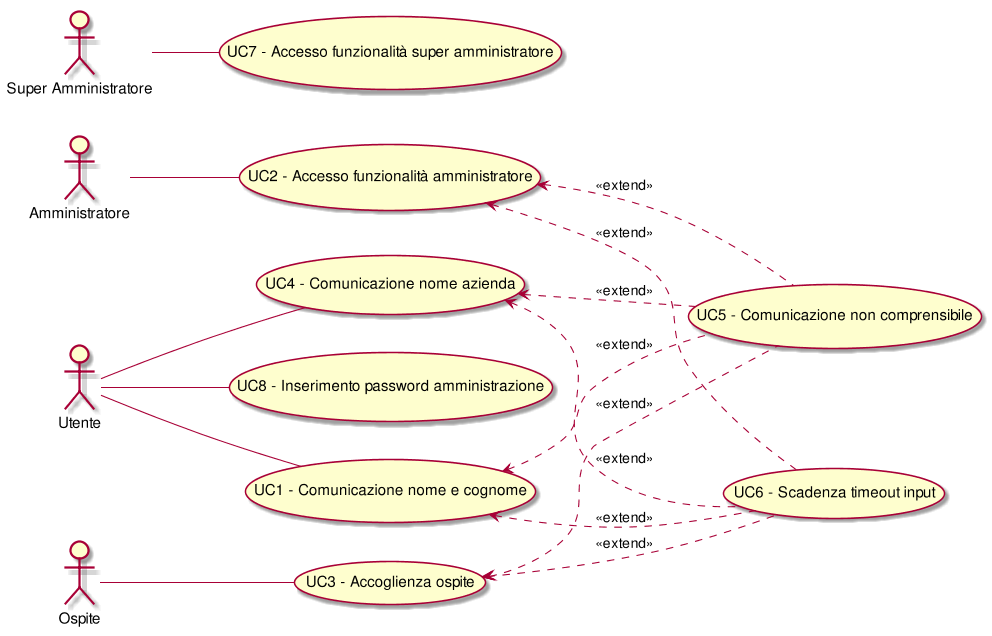 UC7 - Accesso funzionalità super amministratore
Super Amministratore
UC2 - Accesso funzionalità amministratore
«extend»
Amministratore
«extend»
UC4 - Comunicazione nome azienda
«extend»
UC5 - Comunicazione non comprensibile
«extend»
UC8 - Inserimento password amministrazione
«extend»
Utente
«extend»
UC1 - Comunicazione nome e cognome
UC6 - Scadenza timeout input
«extend»
«extend»
UC3 - Accoglienza ospite
Ospite